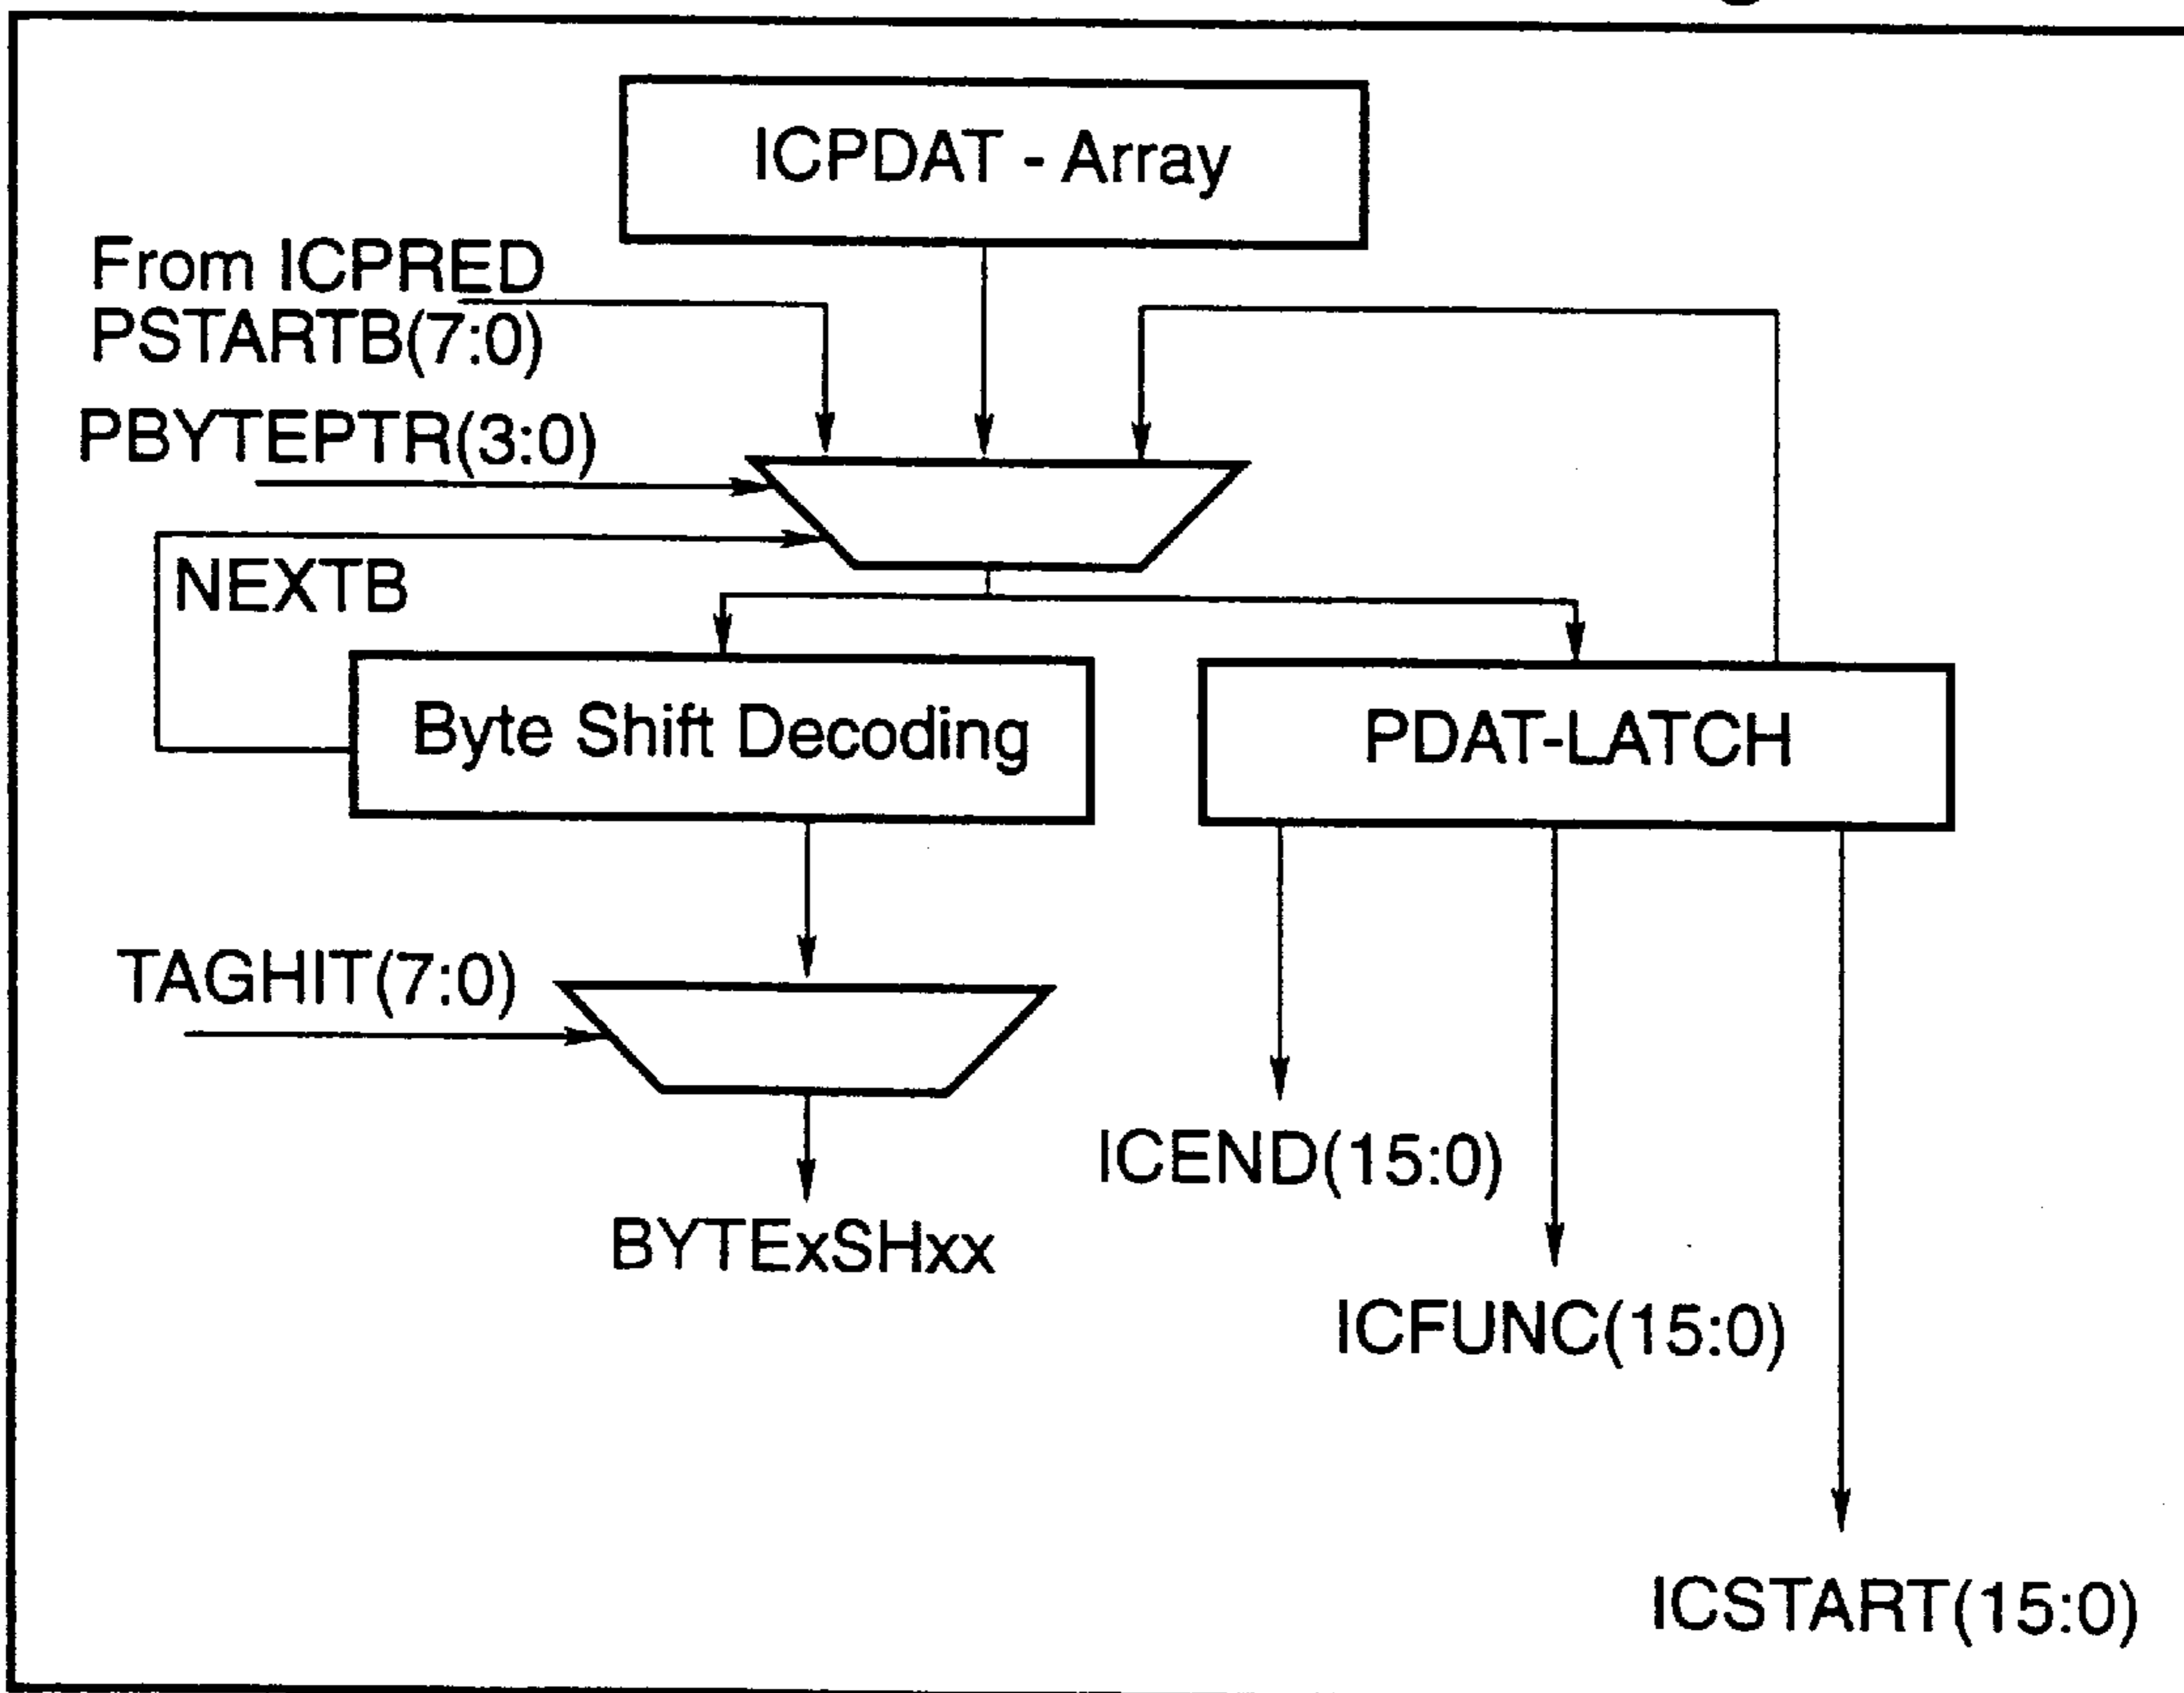 ICPDAT - Array
From ICPRED
PSTARTB(7:0)
PBYTEPTR(3:0)
NEXTB
Byte Shift Decoding
PDAT-LATCH
TAGHIT(7:0)
ICEND(15:0)
BYTExSHxx
ICFUNC(15:0)
ICSTART(15:0)